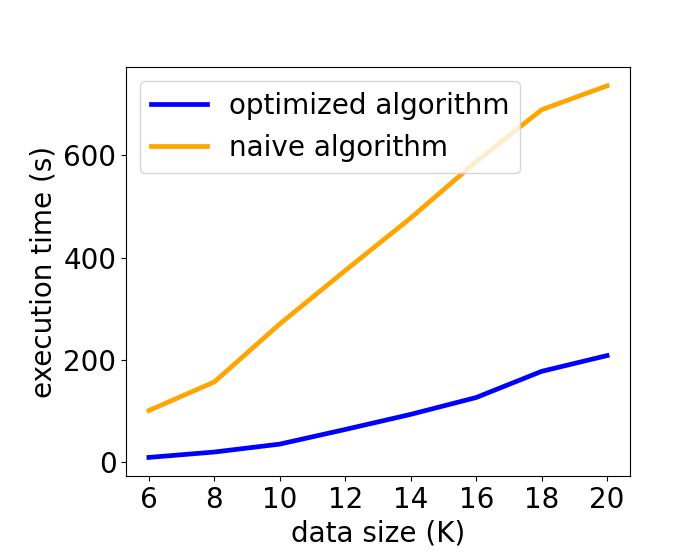 optimized algorithm
naive algorithm
execution time (s)
600
400
200
0
6 8 10 12 14 16 18 20
data size (K)